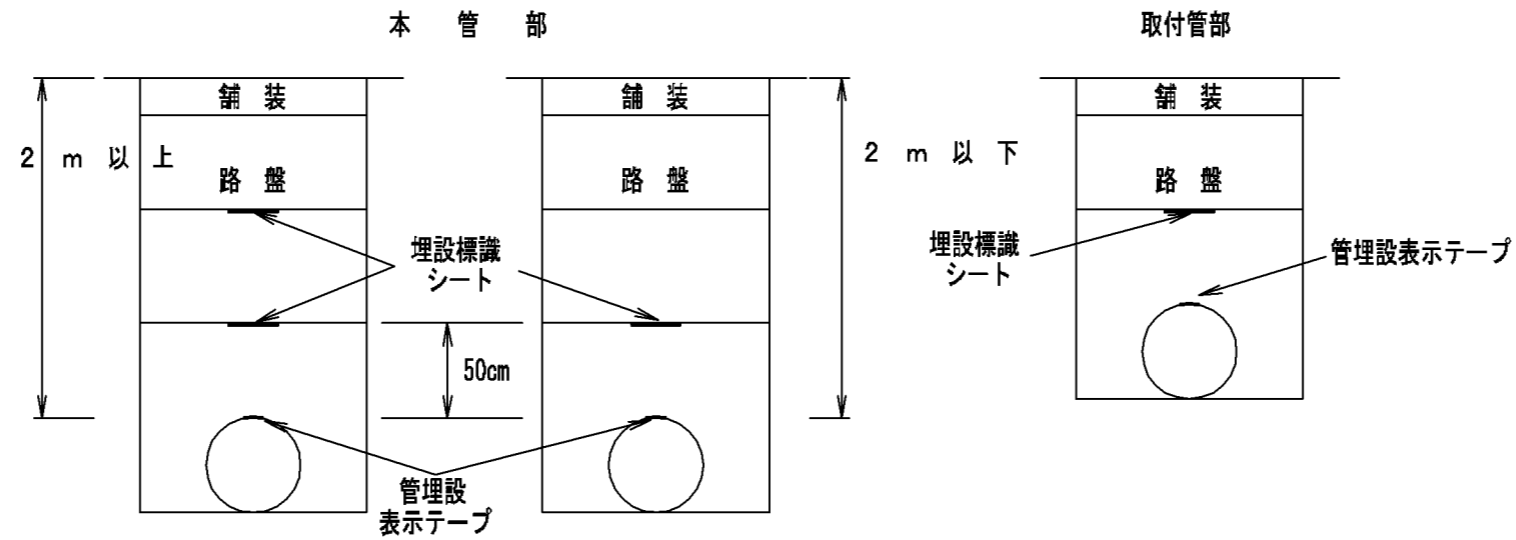 本管部
取付管部
舗装
舗装
舗装
2m以上
2m以下
路盤
路盤
路盤
埋設標識
シート
埋設標識
シート
管埋設表示テープ
50cm
管埋設
表示テープ